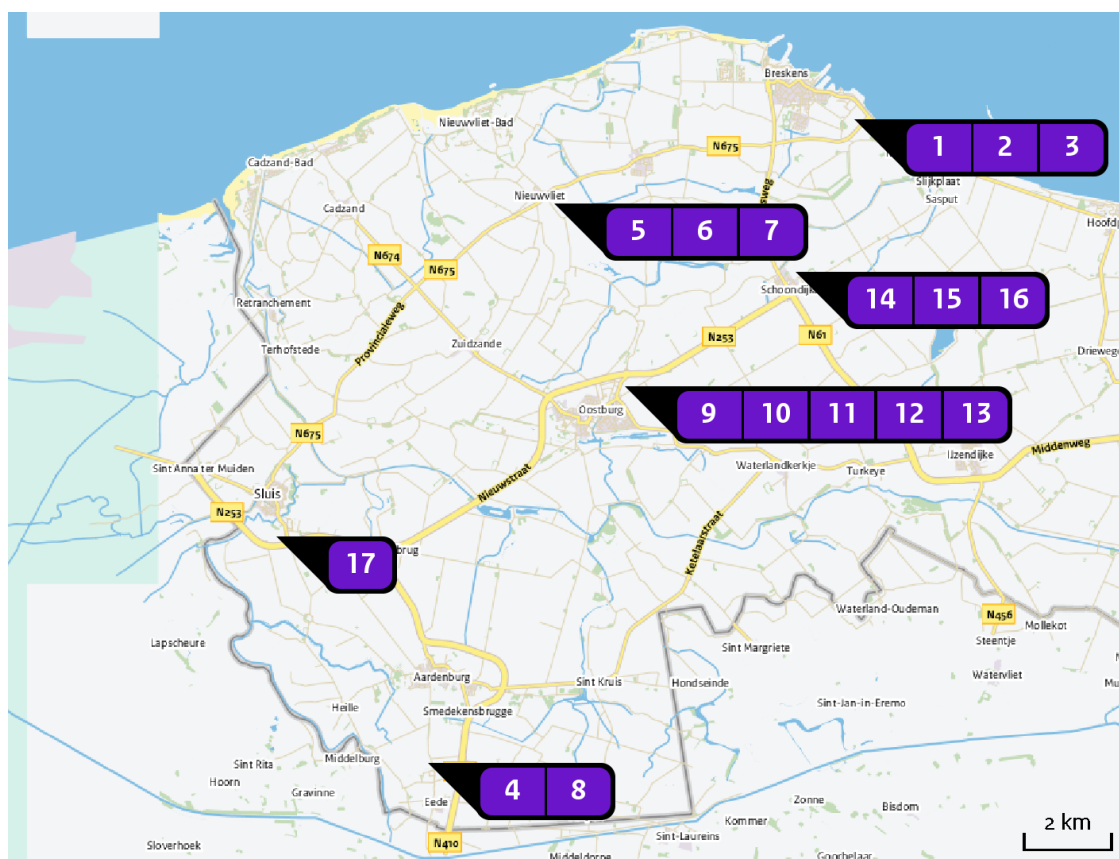 Breskens
Nieuwvliet-Bad
N675
1 2 3
Cadzand-Bad
Slijkplaat
Sasput
Nieuwvliet
Cadzand
5 6 7
N674
N675
14 15 16
Retranchement
Provincialeweg
N253
N61
Terhofstede
Zuidzande
Oostburg
9 10 11 12 13
N675
Middenweg
Sint Anna ter Muiden
Waterlandkerkje
Turkeye
IJzendijke
Sluis
Nieuwstraat
N253
Ketelaarstraat
17
Waterland-Oudeman
N456
Mollekot
Lapscheure
Steentje
Sint Margriete
Aardenburg
Sint Kruis
Hondseinde
Watervliet
Heille
Smedekensbrugge
Sint-Jan-in-Eremo
Middelburg
Sint Rita
Hoorn
Gravinne
Eede
4 8
Zonne
Bisdom
Kommer
2 km
Sloverhoek
N410
Sint-Laureins